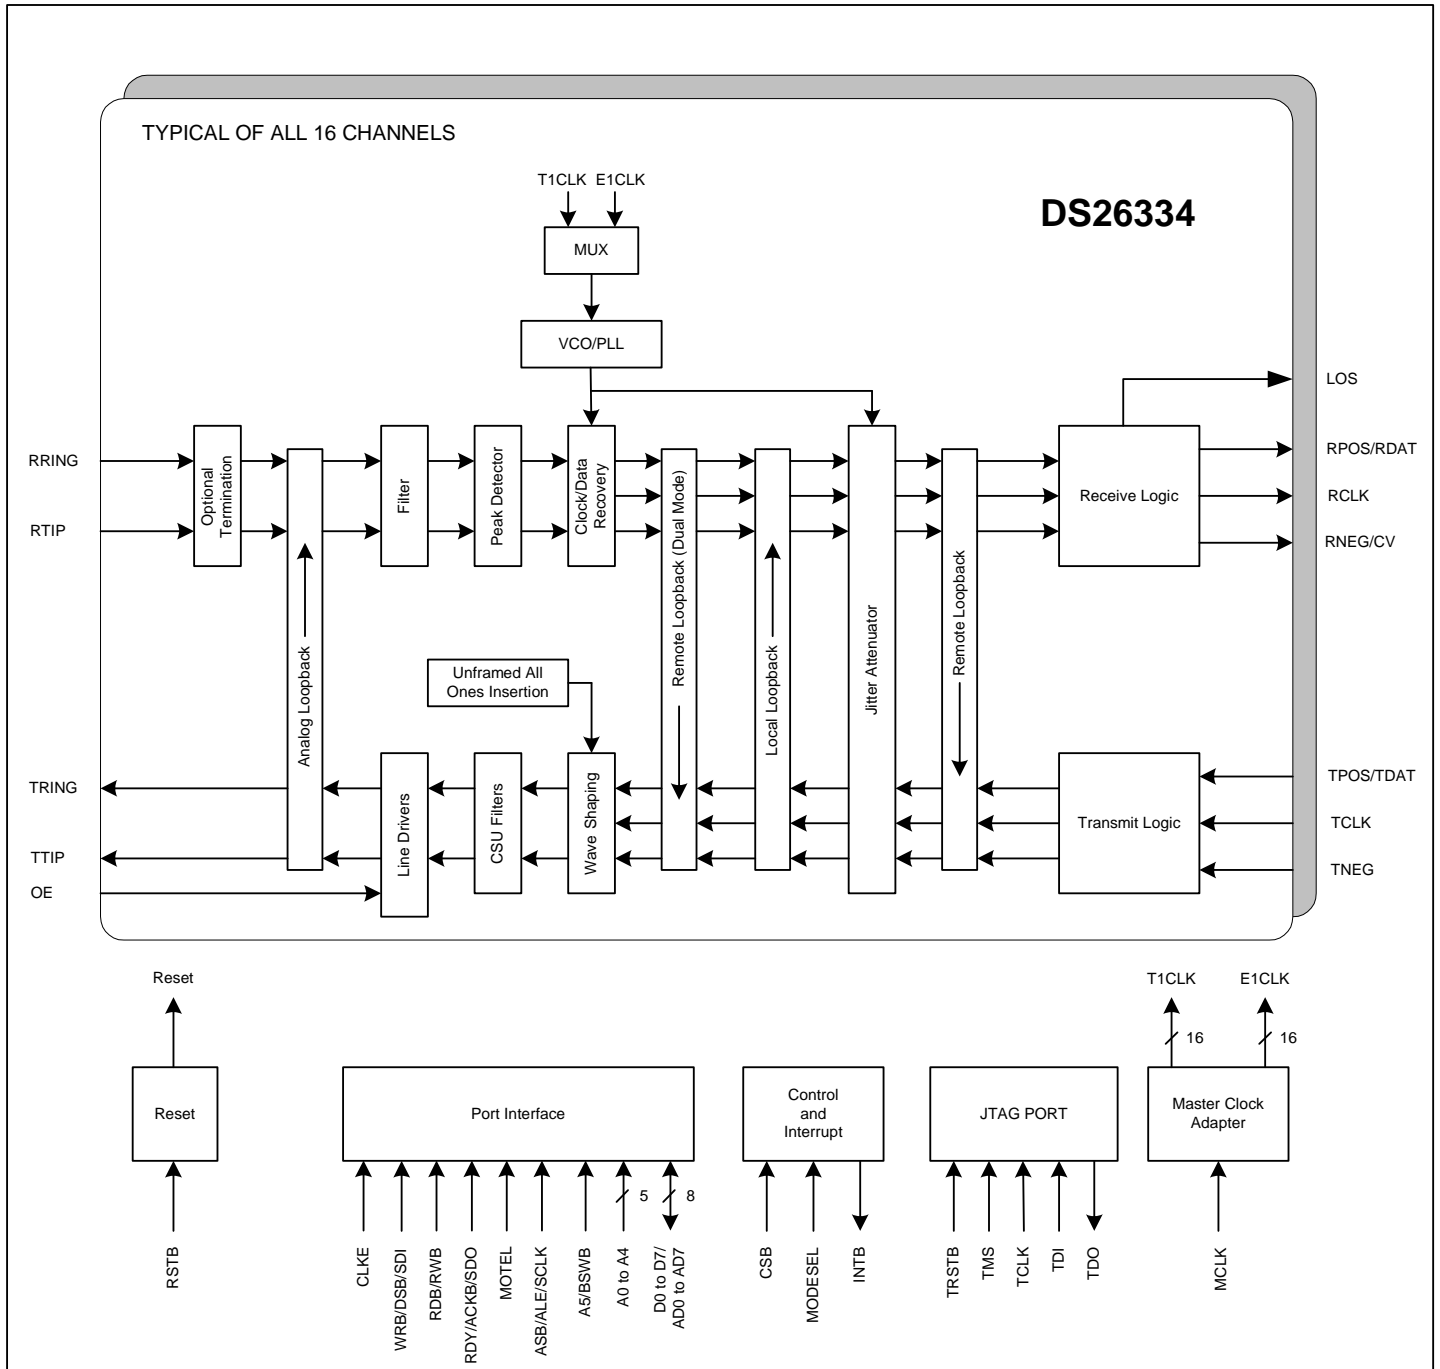 TYPICAL OF ALL 16 CHANNELS
T1CLK E1CLK
DS26334
MUX
VCO/PLL
LOS
RRING
RTIP
Optional
Termination
Analog Loopback
Filter
Peak Detector
Clock/Data
Recovery
Remote Loopback (Dual Mode)
Local Loopback
Jitter Attenuator
Remote Loopback
Receive Logic
RPOS/RDAT
RCLK
RNEG/CV
Unframed All
Ones Insertion
TRING
TTIP
OE
Line Drivers
CSU Filters
Wave Shaping
Transmit Logic
TPOS/TDAT
TCLK
TNEG
Reset
T1CLK
E1CLK
16
16
Reset
Port Interface
Control
and
Interrupt
JTAG PORT
Master Clock
Adapter
5
8
RSTB
CLKE
WRB/DSB/SDI
RDB/RWB
RDY/ACKB/SDO
MOTEL
ASB/ALE/SCLK
A5/BSWB
A0 to A4
D0 to D7/
AD0 to AD7
CSB
MODESEL
INTB
TRSTB
TMS
TCLK
TDI
TDO
MCLK